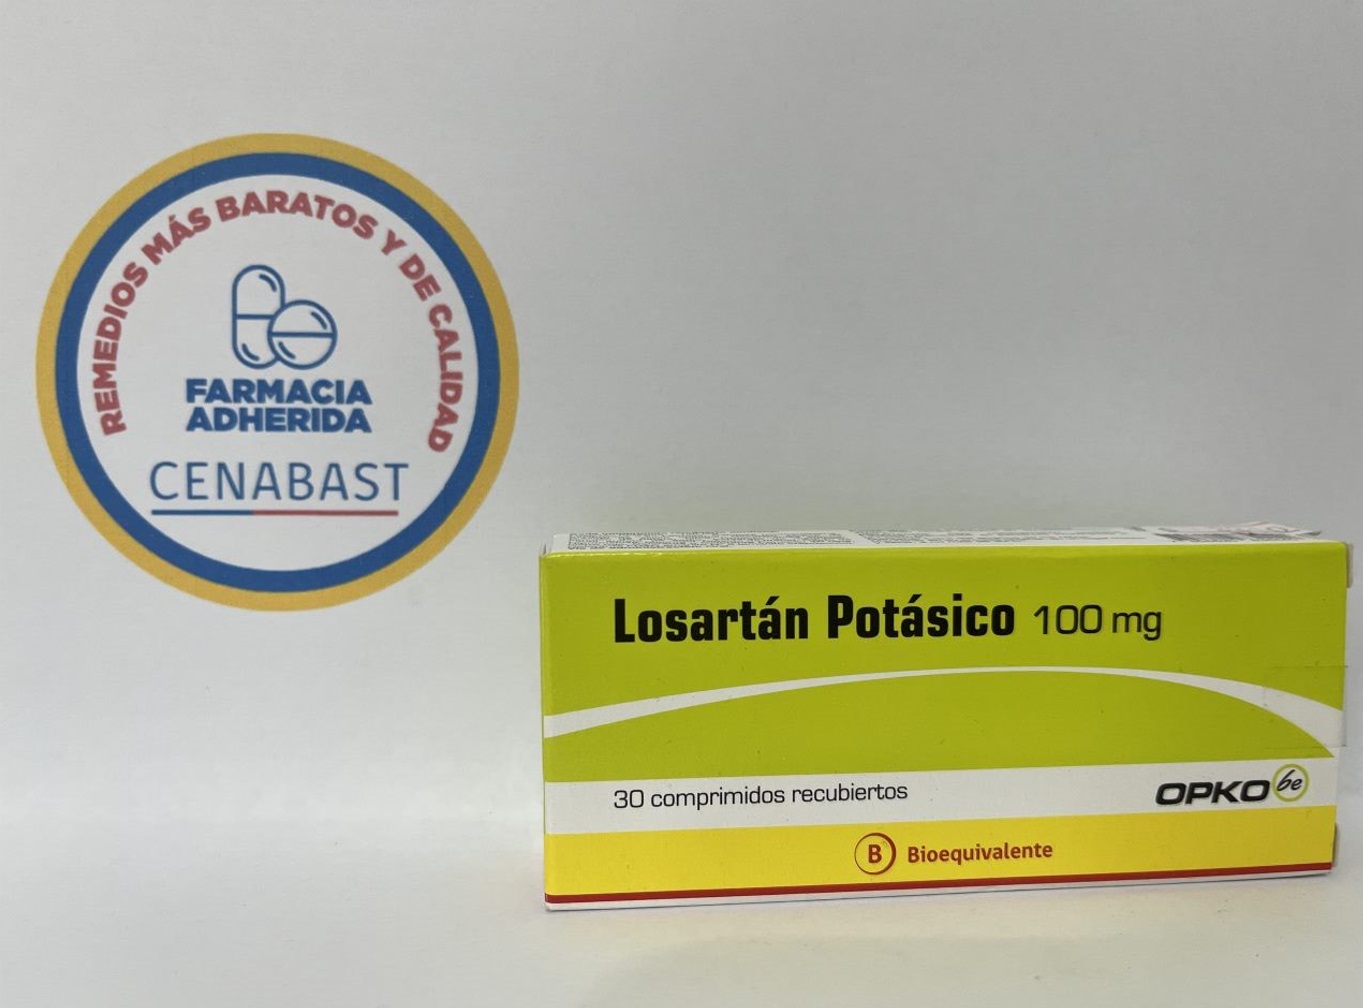 REMEDIOS MÁS BARATOS Y DE CALIDAD
FARMACIA
ADHERIDA
CENABAST
Losartán Potásico 100 mg
30 comprimidos recubiertos
OPKO be
B Bioequivalente